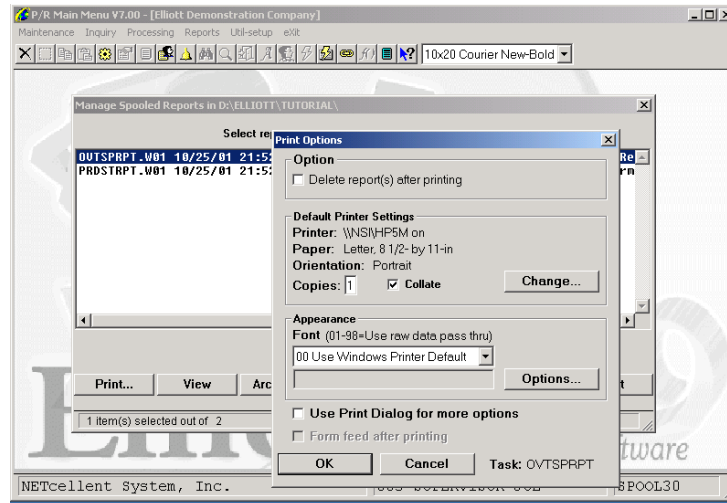 P/R Main Menu V7.00 - [Elliott Demonstration Company]
Maintenance Inquiry Processing Reports Util-setup eXit
10x20 Courier New-Bold
Manage Spooled Reports in D:\ELLIOTT\TUTORIAL\
Select
OVTSPRPT.W01 10/25/01
PRDSTRPT.W01 10/25/01
Print Options
Option
Delete report(s) after printing
Default Printer Settings
Printer: \\NSI\HP5M on
Paper: Letter, 8 1/2- by 11-in
Orientation: Portrait
Copies: 1
Collate
Change...
Appearance
Font (01-98=Use raw data pass thru)
00 Use Windows Printer Default
Options...
Print...
View
Arc
1 item(s) selected out of 2
Use Print Dialog for more options
Form feed after printing
OK
Cancel
Task: OVTSPRPT
NETcellent System, Inc.
SPOOL30